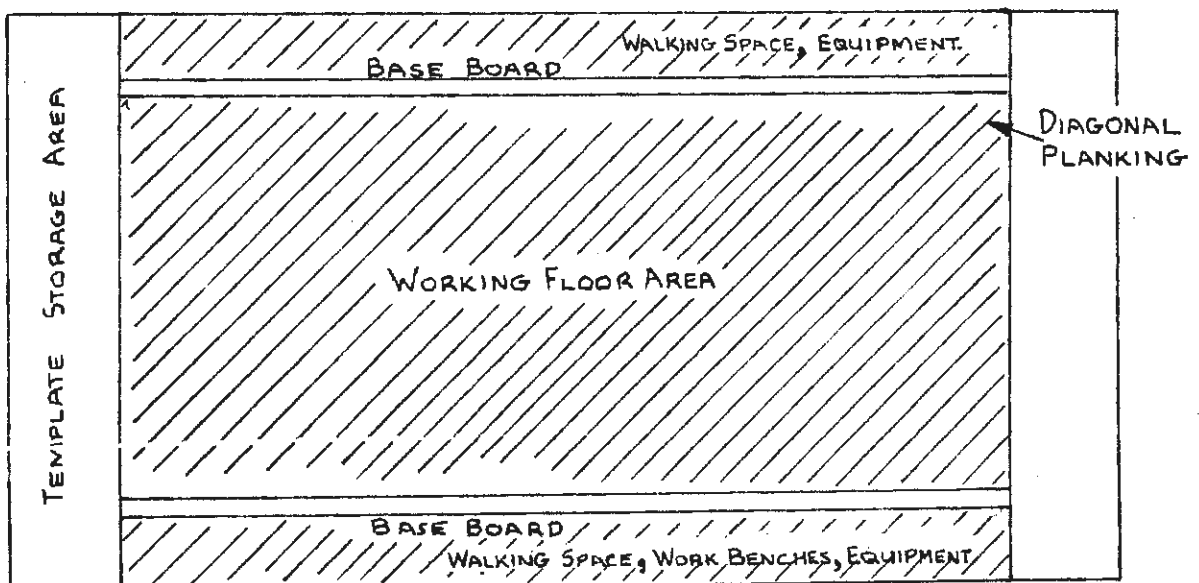 WALKING SPACE, EQUIPMENT.
BASE BOARD
TEMPLATE STORAGE AREA
DIAGONAL
PLANKING
WORKING FLOOR AREA
BASE BOARD
WALKING SPACE, WORK BENCHES, EQUIPMENT